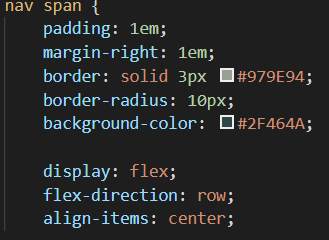 nav span {
padding: 1em;
margin-right: 1em;
border: solid 3px #979E94;
border-radius: 10px;
background-color: #2F464A;
display: flex;
flex-direction: row;
align-items: center;